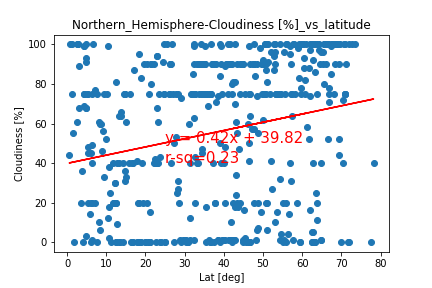 Northern_Hemisphere-Cloudiness [%]_vs_latitude
100
80
60
40
20
0
Cloudiness [%]
y = 0.42x + 39.82
r-sq=0.23
0 10 20 30 40 50 60 70 80
Lat [deg]